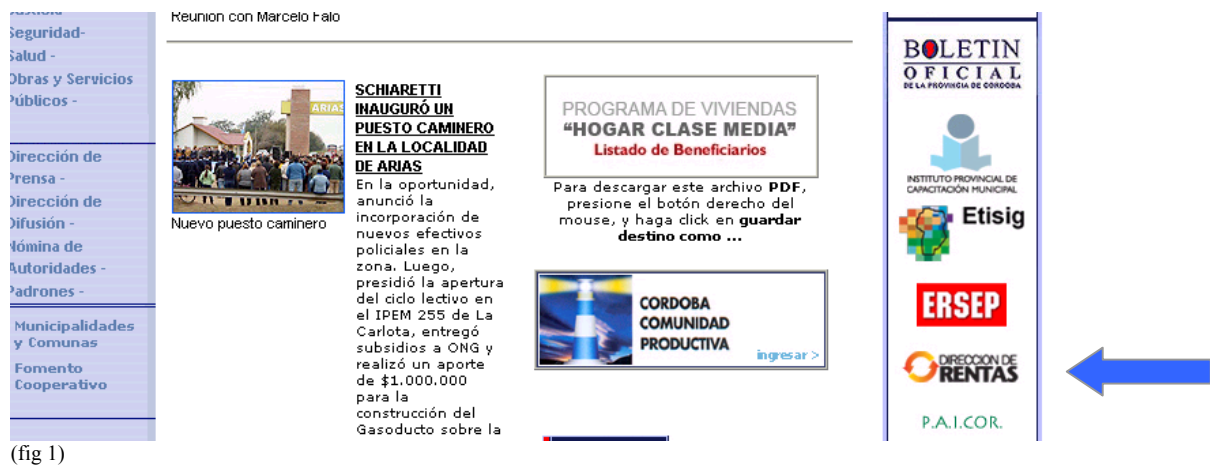 Seguridad-
Salud -
Obras y Servicios
Públicos -
Dirección de
Prensa -
Dirección de
Difusión -
Nómina de
Autoridades -
Padrones -
Municipalidades
y Comunas
Fomento
Cooperativo
Reunión con Marcelo Falo
ARIAS
Nuevo puesto caminero
SCHIARETTI
INAUGURÓ UN
PUESTO CAMINERO
EN LA LOCALIDAD
DE ARIAS
En la oportunidad,
anunció la
incorporación de
nuevos efectivos
policiales en la
zona. Luego,
presidió la apertura
del ciclo lectivo en
el IPEM 255 de La
Carlota, entregó
subsidios a ONG y
realizó un aporte
de $1.000.000
para la
construcción del
Gasoducto sobre la
PROGRAMA DE VIVIENDAS
“HOGAR CLASE MEDIA”
Listado de Beneficiarios
Para descargar este archivo PDF,
presione el botón derecho del
mouse, y haga click en guardar
destino como ...
CORDOBA
COMUNIDAD
PRODUCTIVA
ingresar >
BOLETIN
OFICIAL
DE LA PROVINCIA DE CORDOBA
INSTITUTO PROVINCIAL DE
CAPACITACIÓN MUNICIPAL
Etisig
ERSEP
DIRECCION DE
RENTAS
P.A.I.COR.
(fig 1)